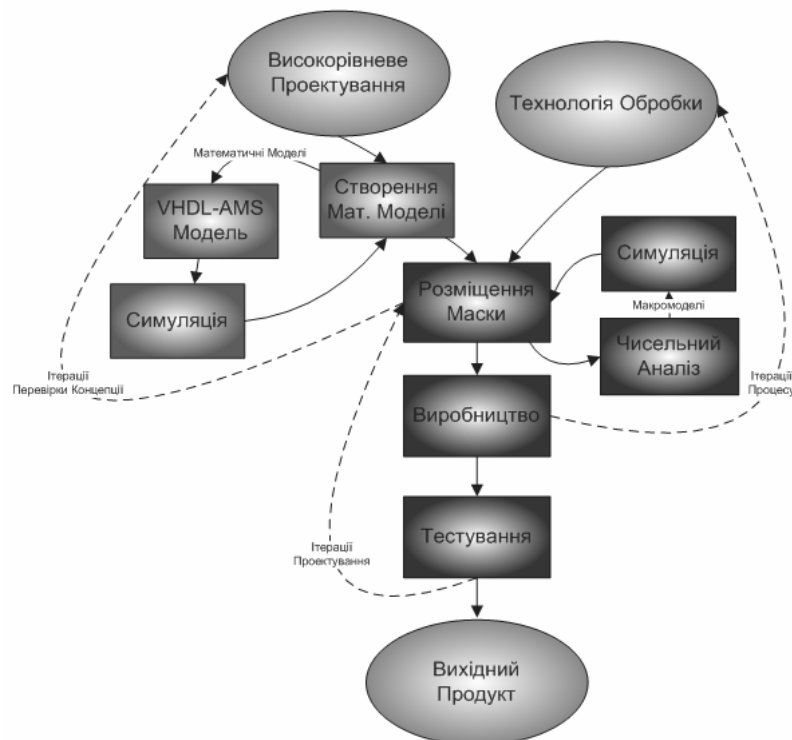 Високорівневе
Проектування
Технологія Обробки
Математичні Моделі
Створення
Мат. Моделі
VHDL-AMS
Модель
Симуляція
Розміщення
Маски
Симуляція
Макромоделі
Чисельний
Аналіз
Ітерації
Перевірки Концепції
Ітерації
Процесу
Виробництво
Тестування
Ітерації
Проектування
Вихідний
Продукт